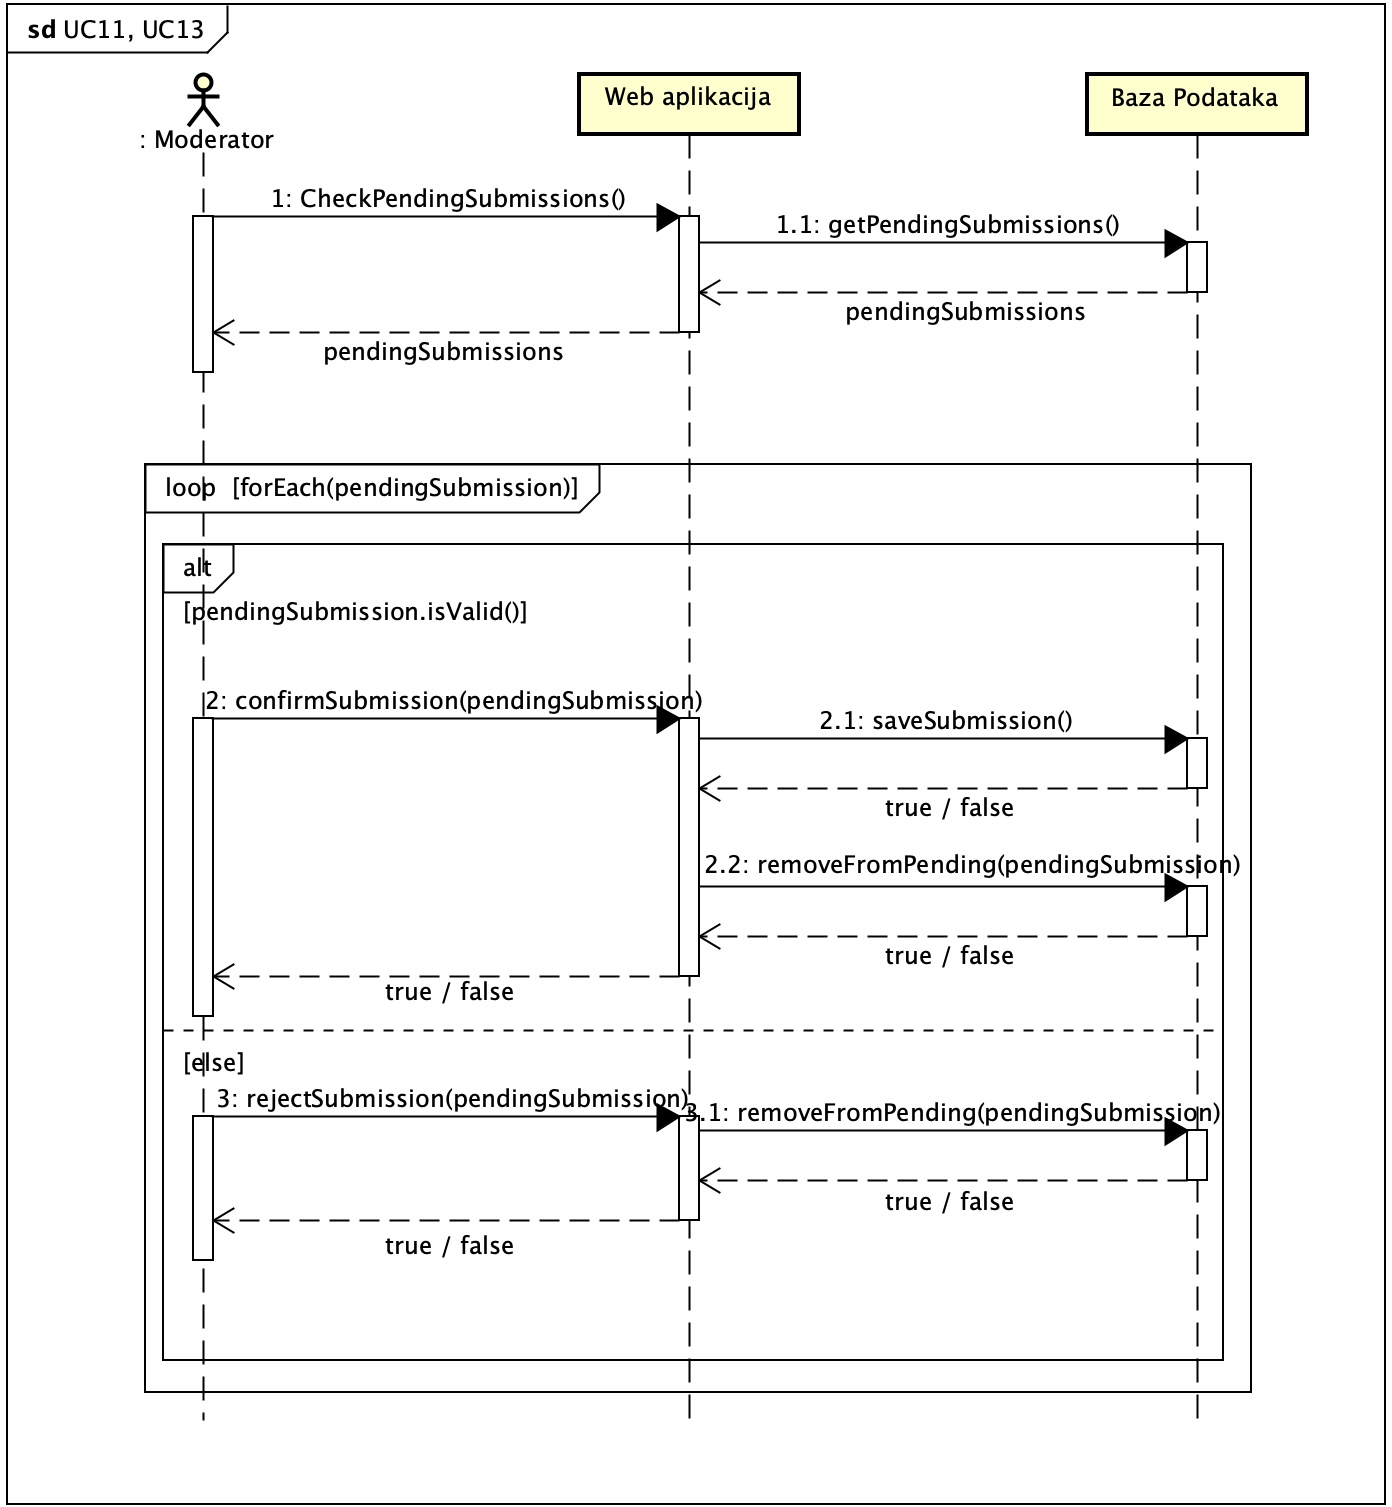 sd UC11, UC13
: Moderator
Web aplikacija
Baza Podataka
1: CheckPendingSubmissions()
1.1: getPendingSubmissions()
pendingSubmissions
pendingSubmissions
loop [forEach(pendingSubmission)]
alt
[pendingSubmission.isValid()]
2: confirmSubmission(pendingSubmission)
2.1: saveSubmission()
true / false
2.2: removeFromPending(pendingSubmission)
true / false
true / false
[else]
3: rejectSubmission(pendingSubmission)
3.1: removeFromPending(pendingSubmission)
true / false
true / false